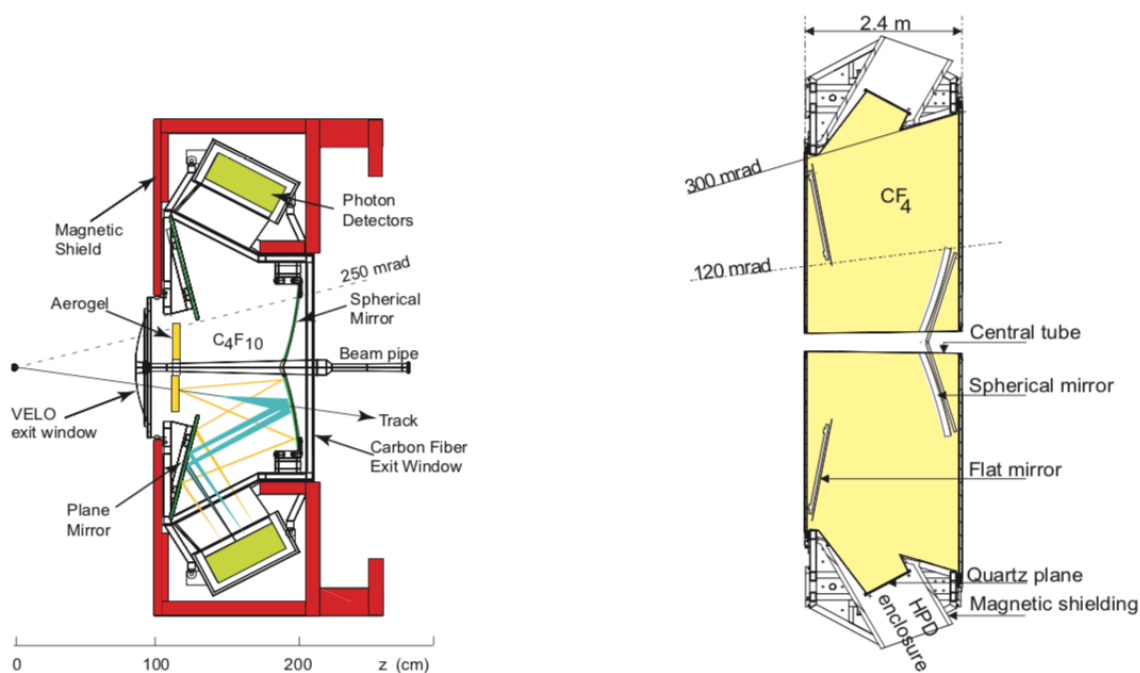 Magnetic
Shield
Aerogel
VELO
exit window
Plane
Mirror
C4F10
250 mrad
Photon
Detectors
Spherical
Mirror
Beam pipe
Track
Carbon Fiber
Exit Window
0
100
200
z (cm)
2.4 m
300 mrad
CF4
120 mrad
Central tube
Spherical mirror
Flat mirror
Quartz plane
Magnetic shielding
HPD
enclosure